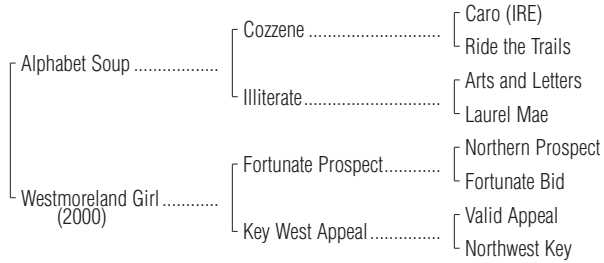 Caro (IRE)
Cozzene ..........................
Ride the Trails
Alphabet Soup .................
Arts and Letters
Illiterate...........................
Laurel Mae
Northern Prospect
Fortunate Prospect...........
Fortunate Bid
Westmoreland Girl ...........
(2000)
Valid Appeal
Key West Appeal..............
Northwest Key